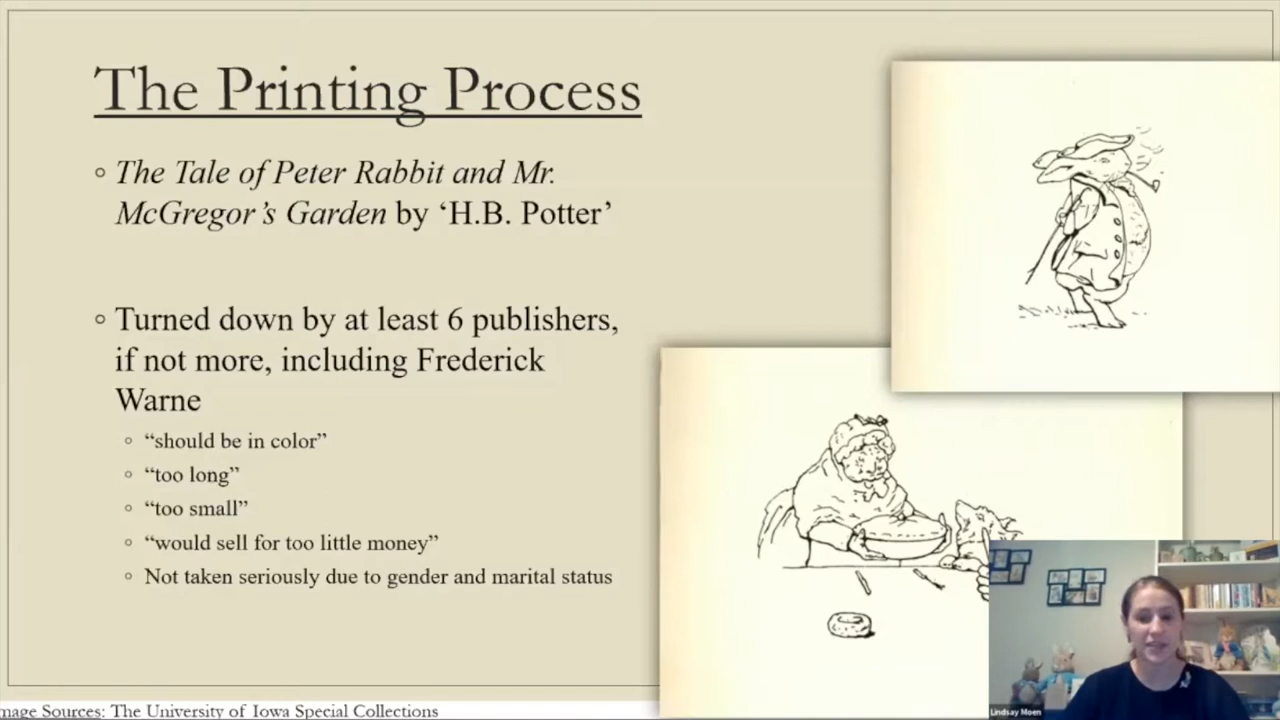 The Printing Process
The Tale of Peter Rabbit and Mr.
McGregor’s Garden by ‘H.B. Potter’
Turned down by at least 6 publishers,
if not more, including Frederick
Warne
“should be in color”
“too long”
“too small”
“would sell for too little money”
Not taken seriously due to gender and marital status
mage Sources: The University of Iowa Special Collections
Lindsay Moen